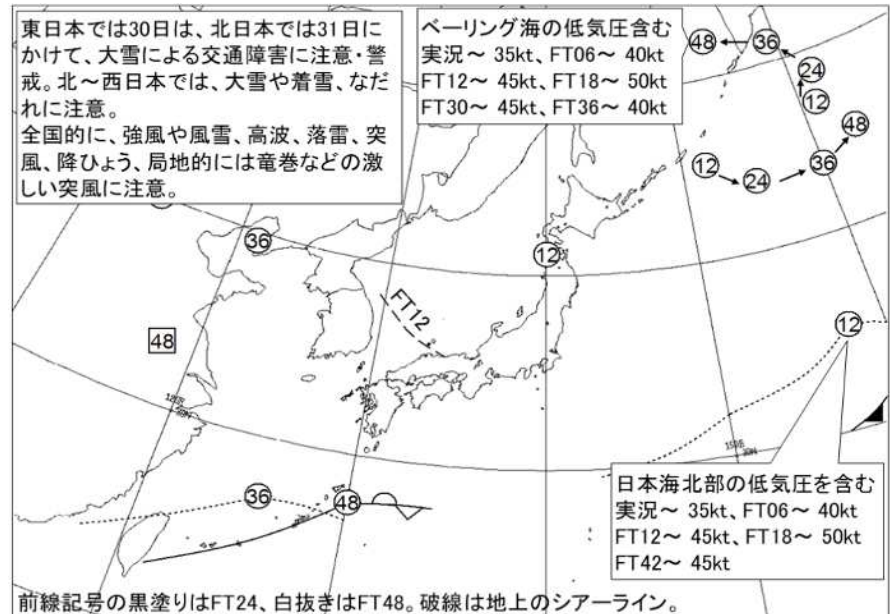 東日本では30日は、北日本では31日に
かけて、大雪による交通障害に注意・警
戒。北～西日本では、大雪や着雪、なだ
れに注意。
全国的に、強風や風雪、高波、落雷、突
風、降ひょう、局地的には竜巻などの激
しい突風に注意。
ベーリング海の低気圧含む
実況～ 35kt、FT06～ 40kt
FT12～ 45kt、FT18～ 50kt
FT30～ 45kt、FT36～ 40kt
48
36
24
12
48
36
12
24
36
12
FT12
48
12
36
48
日本海北部の低気圧を含む
実況～ 35kt、FT06～ 40kt
FT12～ 45kt、FT18～ 50kt
FT42～ 45kt
前線記号の黒塗りはFT24、白抜きはFT48。破線は地上のシアーライン。